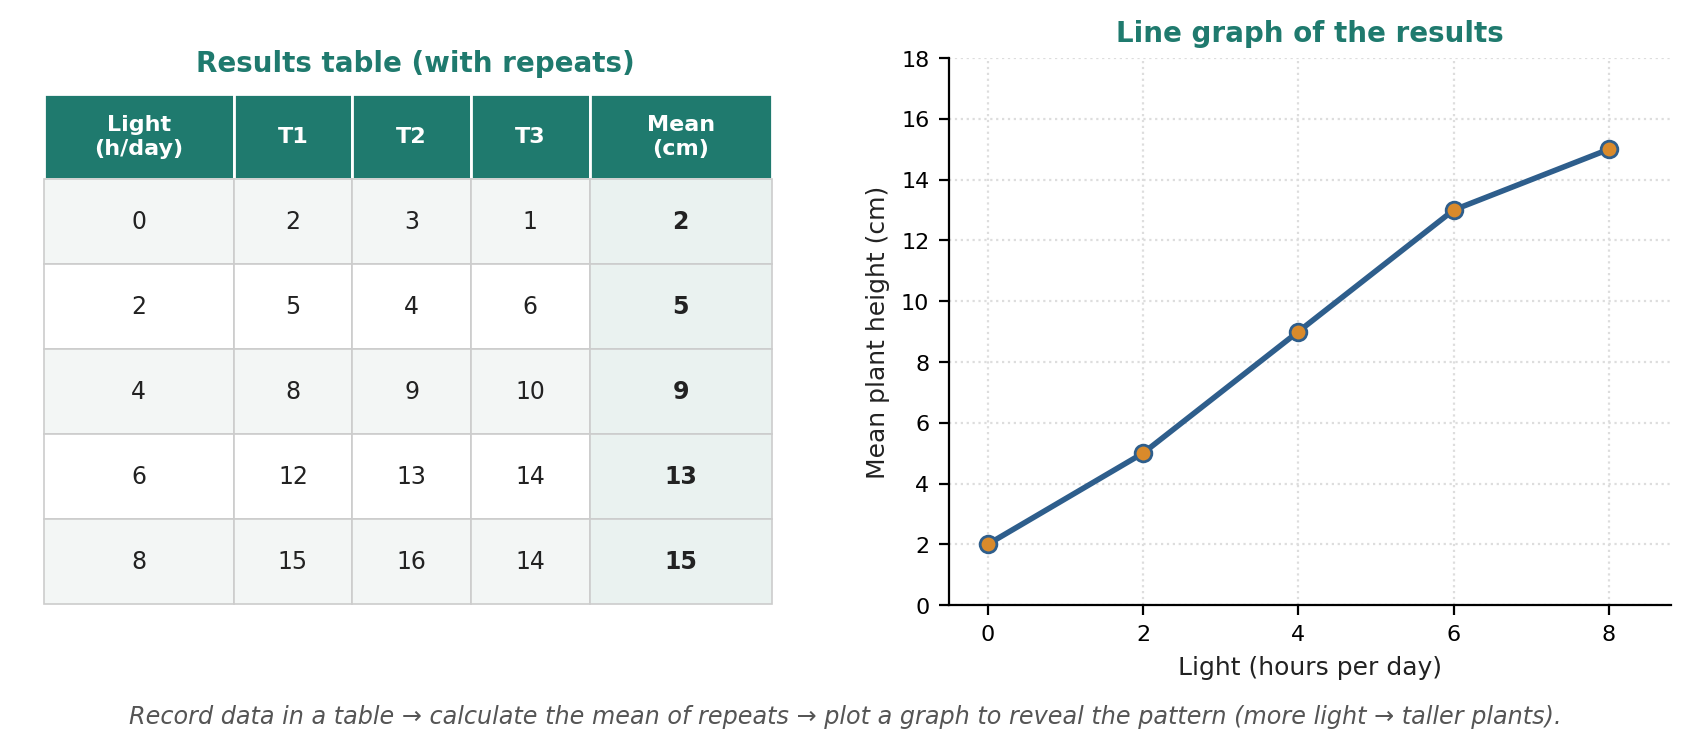 Results table (with repeats)
Light
(h/day)
T1
T2
T3
Mean
(cm)
0 2 3 1 2
2 5 4 6 5
4 8 9 10 9
6 12 13 14 13
8 15 16 14 15
Line graph of the results
Mean plant height (cm)
18
16
14
12
10
8
6
4
2
0
0 2 4 6 8
Light (hours per day)
Record data in a table → calculate the mean of repeats → plot a graph to reveal the pattern (more light → taller plants).